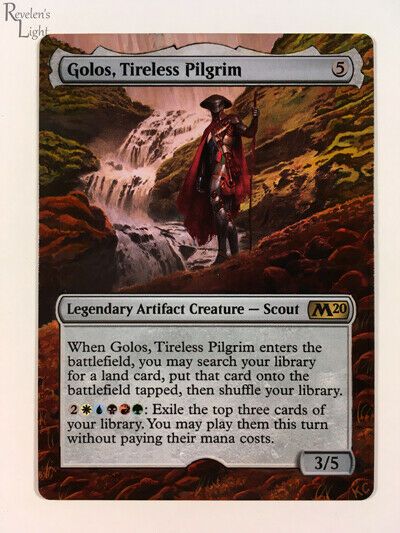 Revelen's
Light
Golos, Tireless Pilgrim 5
Legendary Artifact Creature — Scout M20
When Golos, Tireless Pilgrim enters the
battlefield, you may search your library
for a land card, put that card onto the
battlefield tapped, then shuffle your library.
2: Exile the top three cards of
your library. You may play them this turn
without paying their mana costs.
3/5
KC